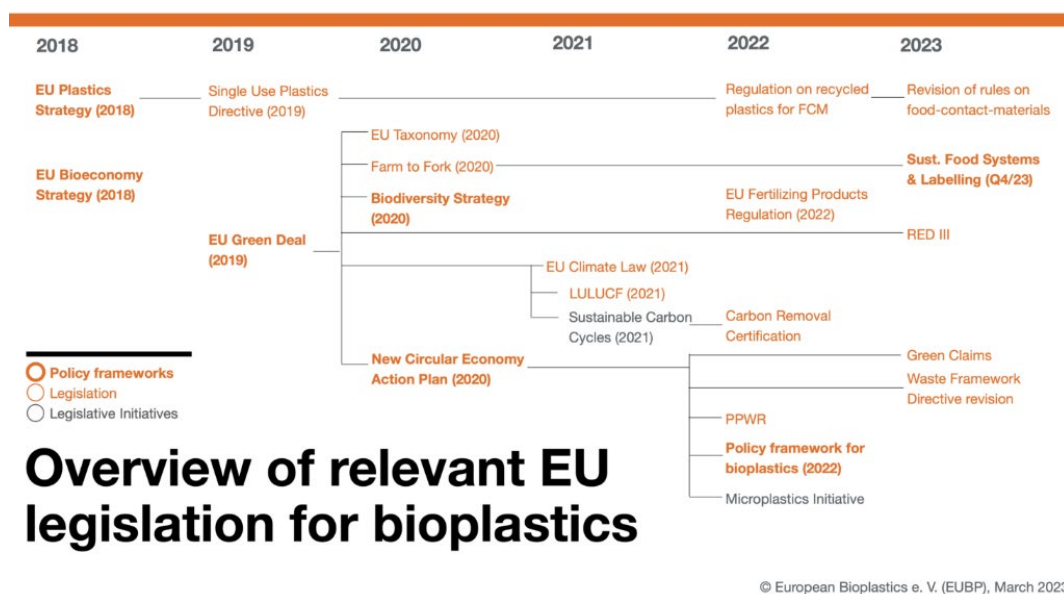 2018
2019
2020
2021
2022
2023
EU Plastics
Strategy (2018)
Single Use Plastics
Directive (2019)
Regulation on recycled
plastics for FCM
Revision of rules on
food-contact-materials
EU Taxonomy (2020)
EU Bioeconomy
Strategy (2018)
Farm to Fork (2020)
Sust. Food Systems
& Labelling (Q4/23)
Biodiversity Strategy
(2020)
EU Fertilizing Products
Regulation (2022)
EU Green Deal
(2019)
RED III
EU Climate Law (2021)
LULUCF (2021)
Sustainable Carbon
Cycles (2021)
Carbon Removal
Certification
New Circular Economy
Action Plan (2020)
Green Claims
Waste Framework
Directive revision
PPWR
Policy framework for
bioplastics (2022)
Microplastics Initiative
Policy frameworks
Legislation
Legislative Initiatives
Overview of relevant EU
legislation for bioplastics
© European Bioplastics e. V. (EUBP), March 2023